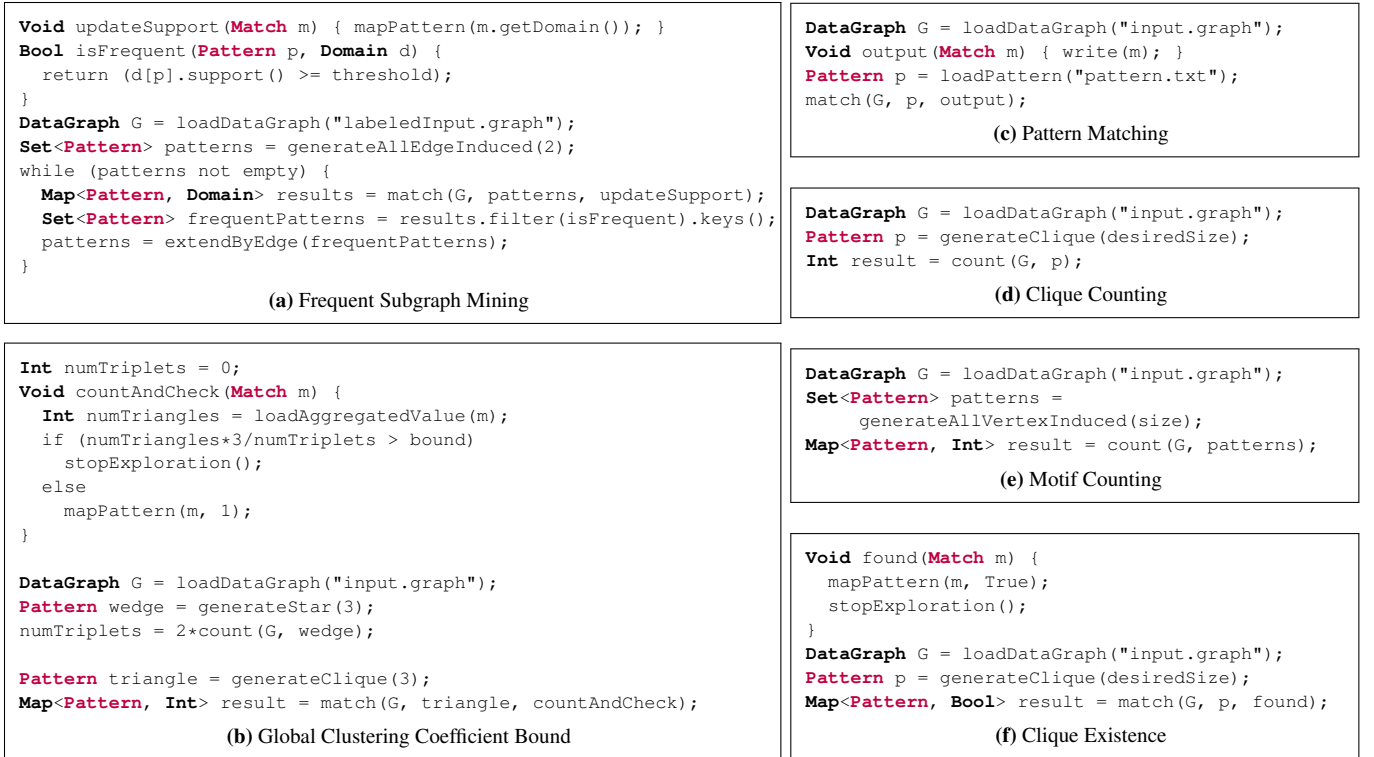 Void updateSupport(Match m) { mapPattern(m.getDomain()); }
Bool isFrequent(Pattern p, Domain d) {
  return (d[p].support() >= threshold);
}
DataGraph G = loadDataGraph("labeledInput.graph");
Set<Pattern> patterns = generateAllEdgeInduced(2);
while (patterns not empty) {
  Map<Pattern, Domain> results = match(G, patterns, updateSupport);
  Set<Pattern> frequentPatterns = results.filter(isFrequent).keys();
  patterns = extendByEdge(frequentPatterns);
}
(a) Frequent Subgraph Mining
Int numTriplets = 0;
Void countAndCheck(Match m) {
  Int numTriangles = loadAggregatedValue(m);
  if (numTriangles*3/numTriplets > bound)
    stopExploration();
  else
    mapPattern(m, 1);
}
DataGraph G = loadDataGraph("input.graph");
Pattern wedge = generateStar(3);
numTriplets = 2*count(G, wedge);
Pattern triangle = generateClique(3);
Map<Pattern, Int> result = match(G, triangle, countAndCheck);
(b) Global Clustering Coefficient Bound
DataGraph G = loadDataGraph("input.graph");
Void output(Match m) { write(m); }
Pattern p = loadPattern("pattern.txt");
match(G, p, output);
(c) Pattern Matching
DataGraph G = loadDataGraph("input.graph");
Pattern p = generateClique(desiredSize);
Int result = count(G, p);
(d) Clique Counting
DataGraph G = loadDataGraph("input.graph");
Set<Pattern> patterns =
     generateAllVertexInduced(size);
Map<Pattern, Int> result = count(G, patterns);
(e) Motif Counting
Void found(Match m) {
  mapPattern(m, True);
  stopExploration();
}
DataGraph G = loadDataGraph("input.graph");
Pattern p = generateClique(desiredSize);
Map<Pattern, Bool> result = match(G, p, found);
(f) Clique Existence